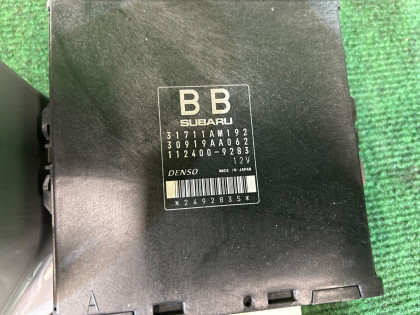 BB
SUBARU
31711AM192
30919AA062
112400-9283
12V
DENSO MADE IN JAPAN
*2492835*
A